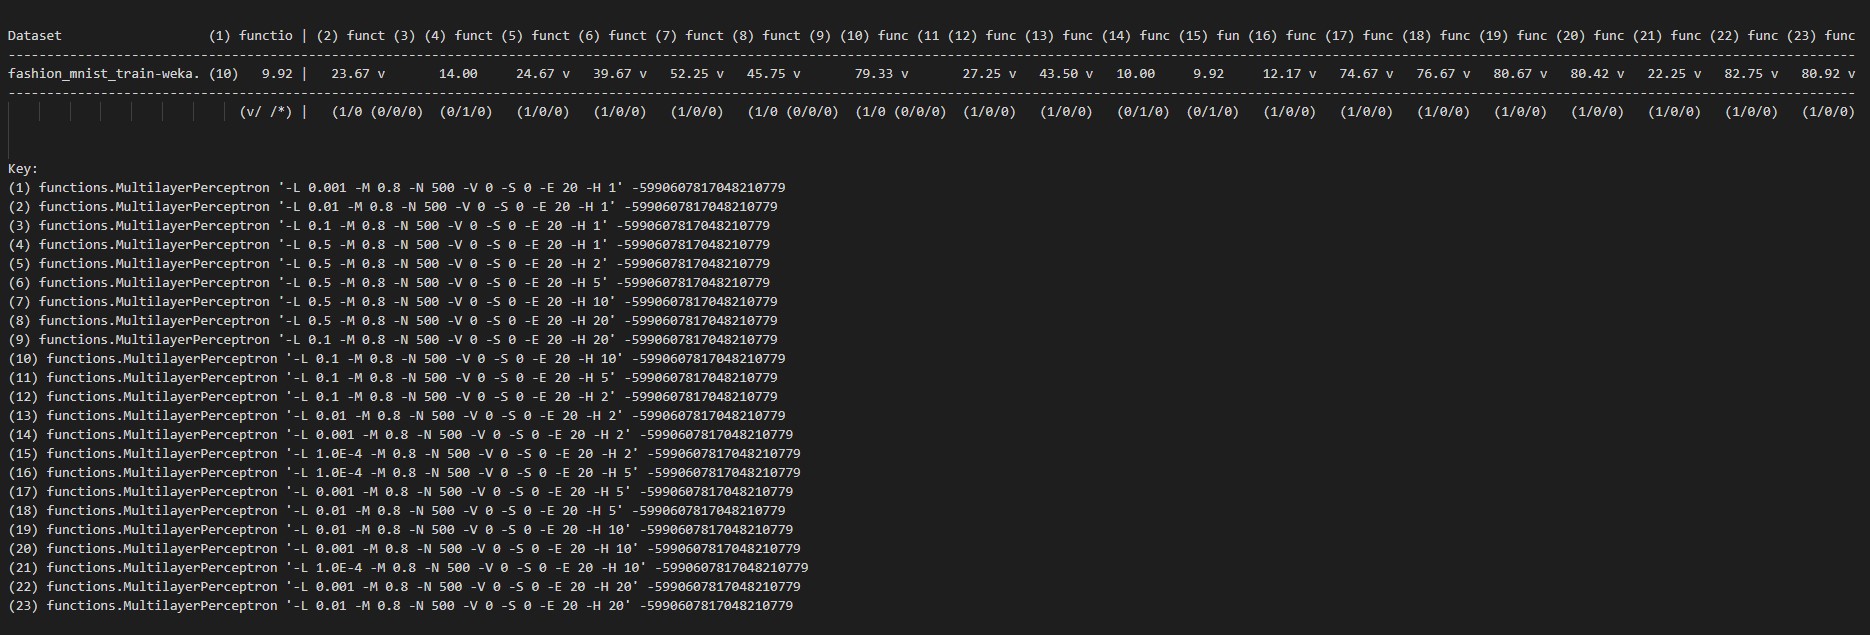 Dataset (1) functio | (2) funct (3) (4) funct (5) funct (6) funct (7) funct (8) funct (9) (10) func (11 (12) func (13) func (14) func (15) fun (16) func (17) func (18) func (19) func (20) func (21) func (22) func (23) func
------------------------------------------------------------------------------------------------------------------------------------------------------------------------------------------------------------------------------------------------
fashion_mnist_train-weka. (10) 9.92 | 23.67 v 14.00 24.67 v 39.67 v 52.25 v 45.75 v 79.33 v 27.25 v 43.50 v 10.00 9.92 12.17 v 74.67 v 76.67 v 80.67 v 80.42 v 22.25 v 82.75 v 80.92 v
------------------------------------------------------------------------------------------------------------------------------------------------------------------------------------------------------------------------------------------------
(v/ /*) | (1/0 (0/0/0) (0/1/0) (1/0/0) (1/0/0) (1/0/0) (1/0 (0/0/0) (1/0 (0/0/0) (1/0/0) (1/0/0) (0/1/0) (0/1/0) (1/0/0) (1/0/0) (1/0/0) (1/0/0) (1/0/0) (1/0/0) (1/0/0) (1/0/0)
Key:
(1) functions.MultilayerPerceptron '-L 0.001 -M 0.8 -N 500 -V 0 -S 0 -E 20 -H 1' -5990607817048210779
(2) functions.MultilayerPerceptron '-L 0.01 -M 0.8 -N 500 -V 0 -S 0 -E 20 -H 1' -5990607817048210779
(3) functions.MultilayerPerceptron '-L 0.1 -M 0.8 -N 500 -V 0 -S 0 -E 20 -H 1' -5990607817048210779
(4) functions.MultilayerPerceptron '-L 0.5 -M 0.8 -N 500 -V 0 -S 0 -E 20 -H 1' -5990607817048210779
(5) functions.MultilayerPerceptron '-L 0.5 -M 0.8 -N 500 -V 0 -S 0 -E 20 -H 2' -5990607817048210779
(6) functions.MultilayerPerceptron '-L 0.5 -M 0.8 -N 500 -V 0 -S 0 -E 20 -H 5' -5990607817048210779
(7) functions.MultilayerPerceptron '-L 0.5 -M 0.8 -N 500 -V 0 -S 0 -E 20 -H 10' -5990607817048210779
(8) functions.MultilayerPerceptron '-L 0.5 -M 0.8 -N 500 -V 0 -S 0 -E 20 -H 20' -5990607817048210779
(9) functions.MultilayerPerceptron '-L 0.1 -M 0.8 -N 500 -V 0 -S 0 -E 20 -H 20' -5990607817048210779
(10) functions.MultilayerPerceptron '-L 0.1 -M 0.8 -N 500 -V 0 -S 0 -E 20 -H 10' -5990607817048210779
(11) functions.MultilayerPerceptron '-L 0.1 -M 0.8 -N 500 -V 0 -S 0 -E 20 -H 5' -5990607817048210779
(12) functions.MultilayerPerceptron '-L 0.1 -M 0.8 -N 500 -V 0 -S 0 -E 20 -H 2' -5990607817048210779
(13) functions.MultilayerPerceptron '-L 0.01 -M 0.8 -N 500 -V 0 -S 0 -E 20 -H 2' -5990607817048210779
(14) functions.MultilayerPerceptron '-L 0.001 -M 0.8 -N 500 -V 0 -S 0 -E 20 -H 2' -5990607817048210779
(15) functions.MultilayerPerceptron '-L 1.0E-4 -M 0.8 -N 500 -V 0 -S 0 -E 20 -H 2' -5990607817048210779
(16) functions.MultilayerPerceptron '-L 1.0E-4 -M 0.8 -N 500 -V 0 -S 0 -E 20 -H 5' -5990607817048210779
(17) functions.MultilayerPerceptron '-L 0.001 -M 0.8 -N 500 -V 0 -S 0 -E 20 -H 5' -5990607817048210779
(18) functions.MultilayerPerceptron '-L 0.01 -M 0.8 -N 500 -V 0 -S 0 -E 20 -H 5' -5990607817048210779
(19) functions.MultilayerPerceptron '-L 0.01 -M 0.8 -N 500 -V 0 -S 0 -E 20 -H 10' -5990607817048210779
(20) functions.MultilayerPerceptron '-L 0.001 -M 0.8 -N 500 -V 0 -S 0 -E 20 -H 10' -5990607817048210779
(21) functions.MultilayerPerceptron '-L 1.0E-4 -M 0.8 -N 500 -V 0 -S 0 -E 20 -H 10' -5990607817048210779
(22) functions.MultilayerPerceptron '-L 0.001 -M 0.8 -N 500 -V 0 -S 0 -E 20 -H 20' -5990607817048210779
(23) functions.MultilayerPerceptron '-L 0.01 -M 0.8 -N 500 -V 0 -S 0 -E 20 -H 20' -5990607817048210779